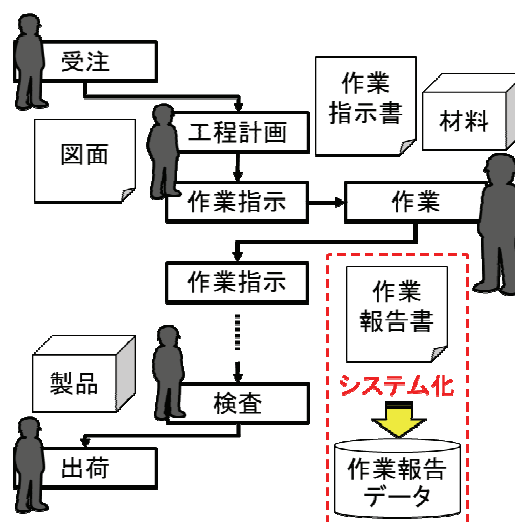 受注
作業
指示書
材料
工程計画
図面
作業指示
作業
作業指示
作業
報告書
製品
検査
システム化
出荷
作業報告
データ